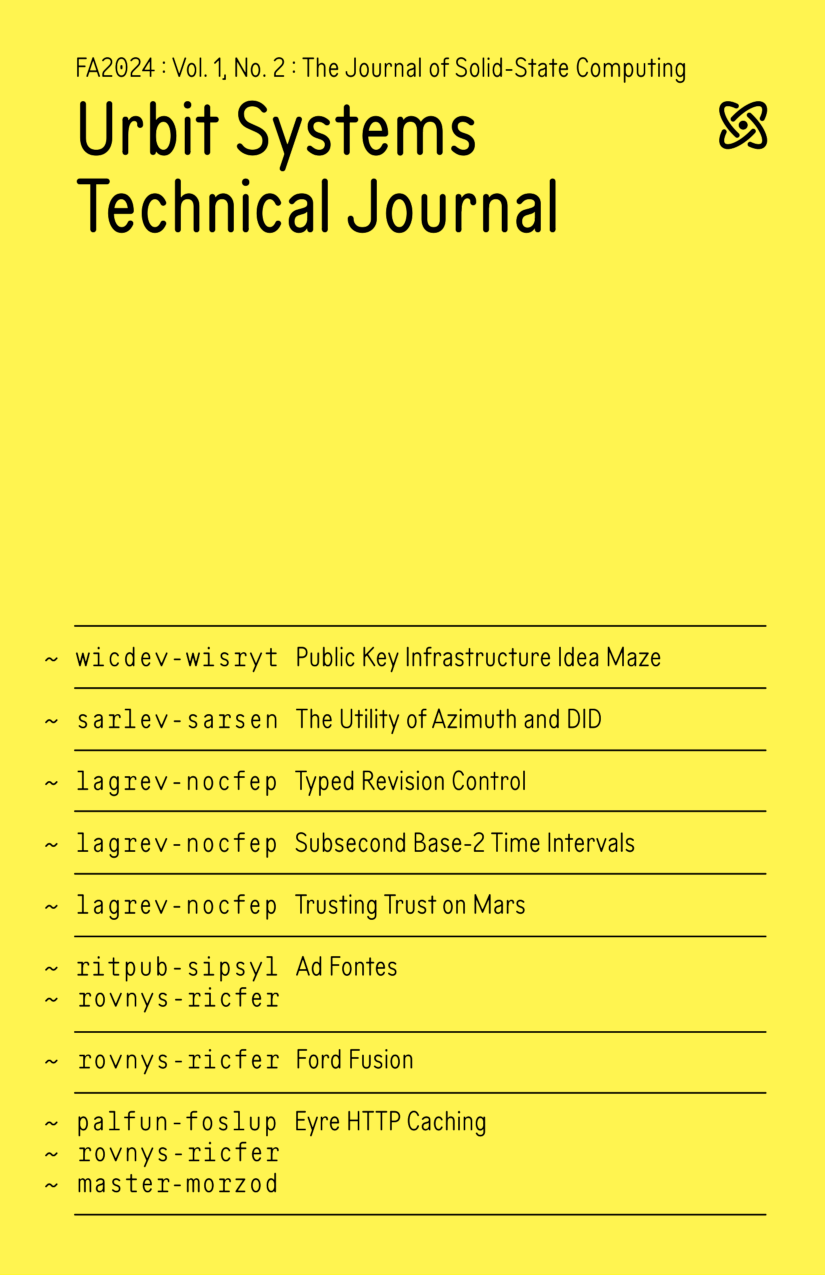 FA2024 : Vol. 1, No. 2 : The Journal of Solid-State Computing
Urbit Systems
Technical Journal
~ wicdev-wisryt Public Key Infrastructure Idea Maze
~ sarlev-sarsen The Utility of Azimuth and DID
~ lagrev-nocfep Typed Revision Control
~ lagrev-nocfep Subsecond Base-2 Time Intervals
~ lagrev-nocfep Trusting Trust on Mars
~ ritpub-sipsyl Ad Fontes
~ rovnys-ricfer
~ rovnys-ricfer Ford Fusion
~ palfun-foslup Eyre HTTP Caching
~ rovnys-ricfer
~ master-morzod